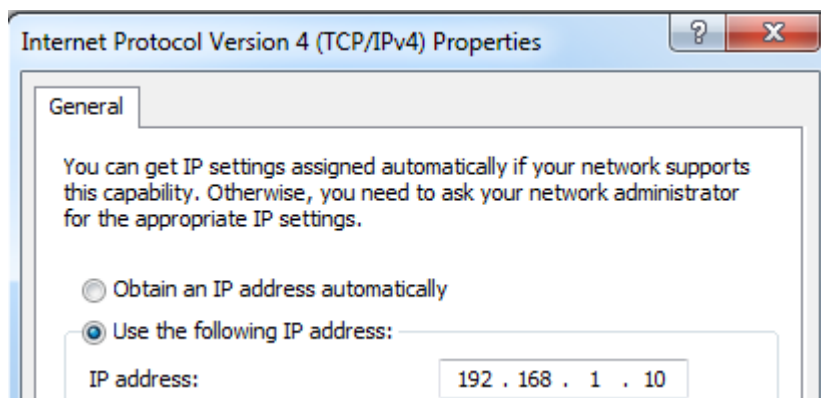 Internet Protocol Version 4 (TCP/IPv4) Properties
General
You can get IP settings assigned automatically if your network supports
this capability. Otherwise, you need to ask your network administrator
for the appropriate IP settings.
Obtain an IP address automatically
Use the following IP address:
IP address: 192 . 168 . 1 . 10